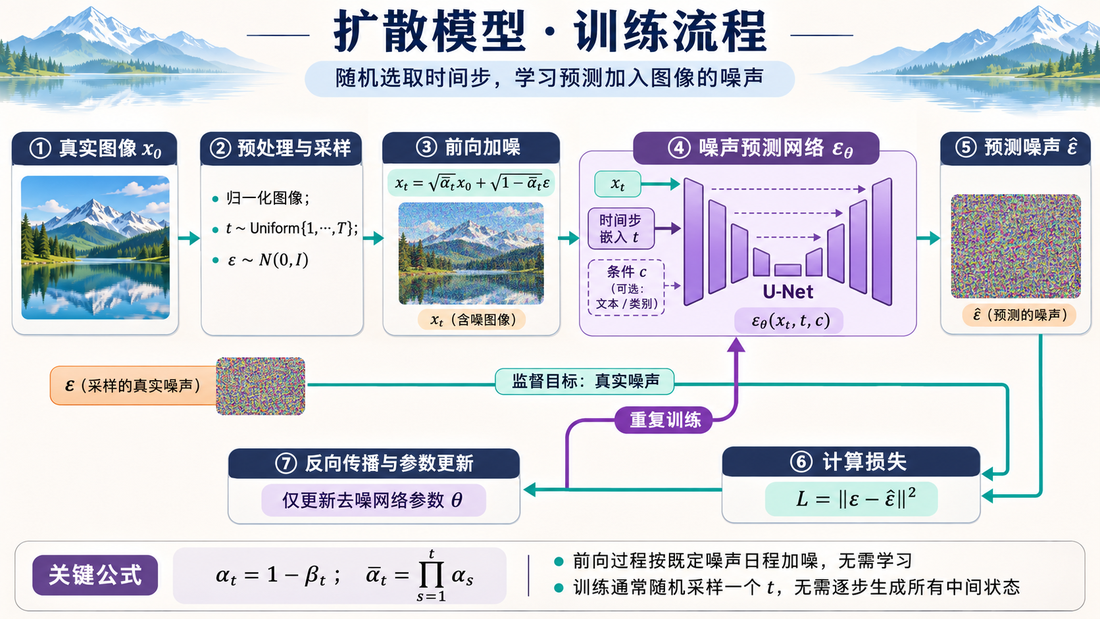 扩散模型 · 训练流程
随机选取时间步，学习预测加入图像的噪声
① 真实图像 x₀
② 预处理与采样
• 归一化图像；
• t ~ Uniform{1,⋯,T}；
• ε ~ N(0, I)
③ 前向加噪
xₜ = √ᾱₜ x₀ + √1 − ᾱₜ ε
xₜ（含噪图像）
④ 噪声预测网络 εθ
xₜ
时间步
嵌入 t
条件 c
（可选：
文本 / 类别）
U-Net
εθ(xₜ, t, c)
⑤ 预测噪声 ε̂
ε̂（预测的噪声）
ε（采样的真实噪声）
监督目标：真实噪声
重复训练
⑦ 反向传播与参数更新
仅更新去噪网络参数 θ
⑥ 计算损失
L = ‖ε − ε̂‖²
关键公式
αₜ = 1 − βₜ ； ᾱₜ = ∏ₛ₌₁ᵗ αₛ
• 前向过程按既定噪声日程加噪，无需学习
• 训练通常随机采样一个 t，无需逐步生成所有中间状态